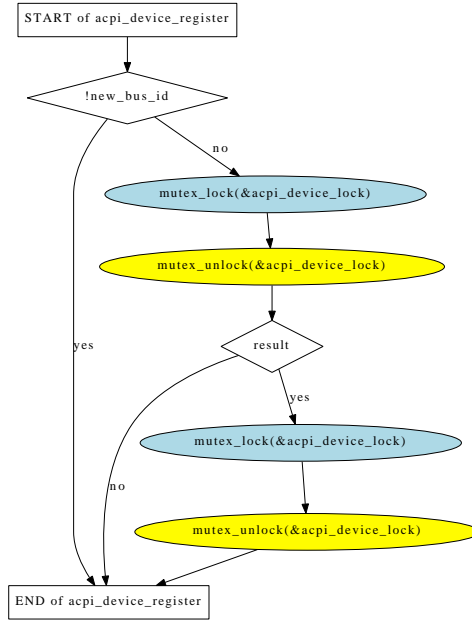 START of acpi_device_register
!new_bus_id
no
mutex_lock(&acpi_device_lock)
mutex_unlock(&acpi_device_lock)
yes
result
yes
mutex_lock(&acpi_device_lock)
no
mutex_unlock(&acpi_device_lock)
END of acpi_device_register